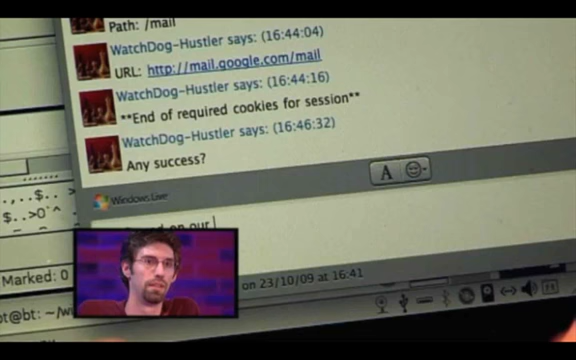 Path: /mail
WatchDog-Hustler says: (16:44:04)
URL: http://mail.google.com/mail
WatchDog-Hustler says: (16:44:16)
**End of required cookies for session**
WatchDog-Hustler says: (16:46:32)
Any success?
A
Windows Live
on our
on 23/10/09 at 16:41
Marked: 0